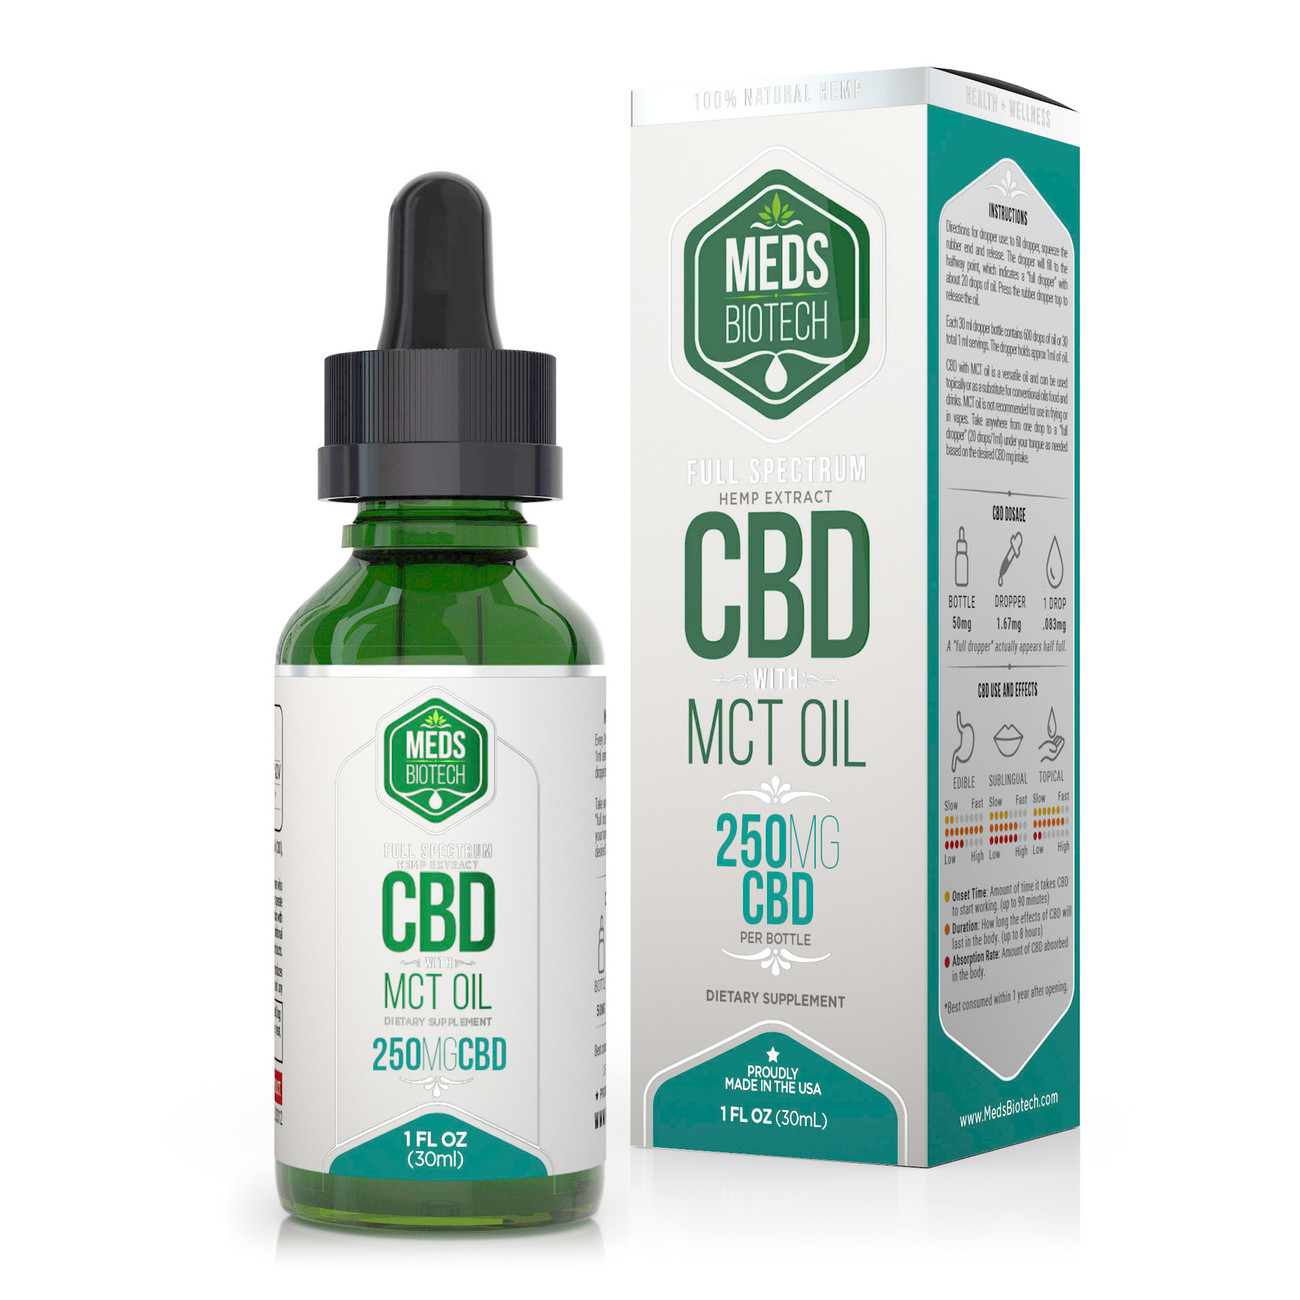 MEDS
BIOTECH
FULL SPECTRUM
HEMP EXTRACT
CBD
WITH
MCT OIL
DIETARY SUPPLEMENT
250MGCBD
1 FL OZ
(30ml)
100% NATURAL HEMP
MEDS
BIOTECH
FULL SPECTRUM
HEMP EXTRACT
CBD
WITH
MCT OIL
250MG
CBD
PER BOTTLE
DIETARY SUPPLEMENT
PROUDLY
MADE IN THE USA
1 FL OZ (30mL)
HEALTH + WELLNESS
INSTRUCTIONS
Directions for dropper use: to fill dropper, squeeze the
rubber end and release. The dropper will fill to the
halfway point, which indicates a "full dropper" with
about 20 drops of oil. Press the rubber dropper top to
release the oil.
Each 30 ml dropper bottle contains 600 drops of oil or 30
total 1 ml servings. The dropper holds approx 1ml of oil.
CBD with MCT oil is a versatile oil and can be used
topically or as a substitute for conventional oils food and
drinks. MCT oil is not recommended for use in frying or
in vapes. Take anywhere from one drop to a "full
dropper" (20 drops/1ml) under your tongue as needed
based on the desired CBD mg intake.
CBD DOSAGE
BOTTLE DROPPER 1 DROP
50mg 1.67mg .083mg
A "full dropper" actually appears half full.
CBD USE AND EFFECTS
EDIBLE SUBLINGUAL TOPICAL
Slow Fast Slow Fast Slow Fast
Low High Low High Low High
Onset Time: Amount of time it takes CBD
to start working. (up to 90 minutes)
Duration: How long the effects of CBD will
last in the body. (up to 8 hours)
Absorption Rate: Amount of CBD absorbed
in the body.
*Best consumed within 1 year after opening.
www.MedsBiotech.com